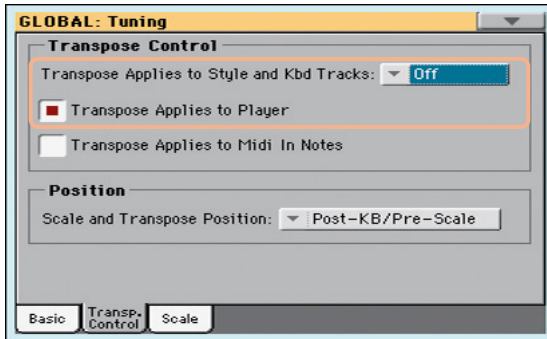 GLOBAL: Tuning
Transpose Control
Transpose Applies to Style and Kbd Tracks: Off
Transpose Applies to Player
Transpose Applies to Midi In Notes
Position
Scale and Transpose Position: Post-KB/Pre-Scale
Basic
Transp.
Control
Scale